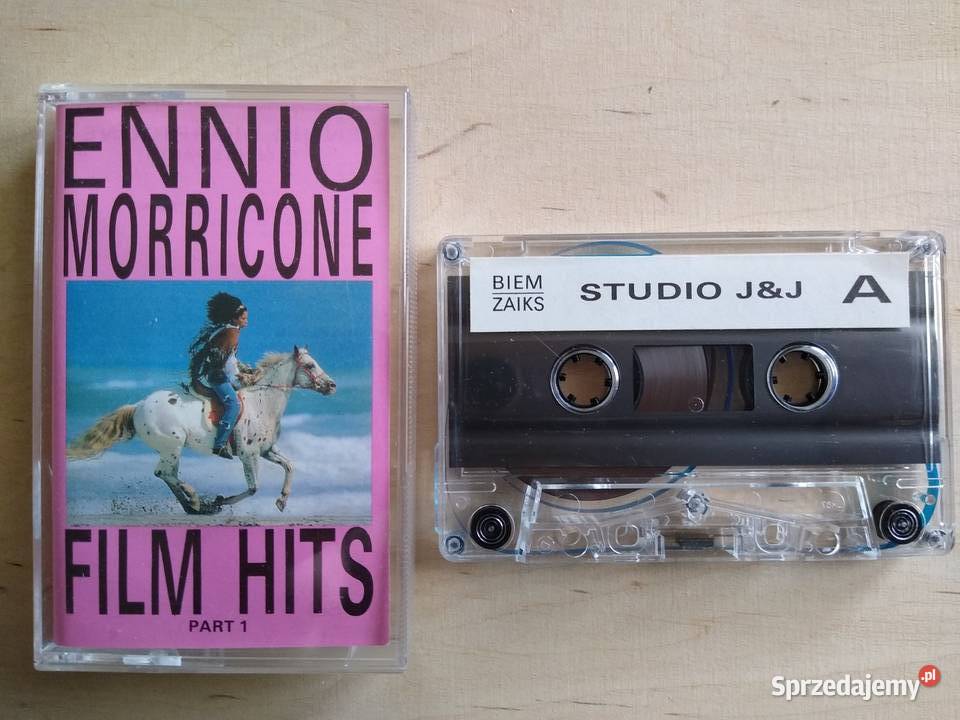 ENNIO
MORRICONE
FILM HITS
PART 1
BIEM
ZAIKS
STUDIO J&J A
Sprzedajemy.pl